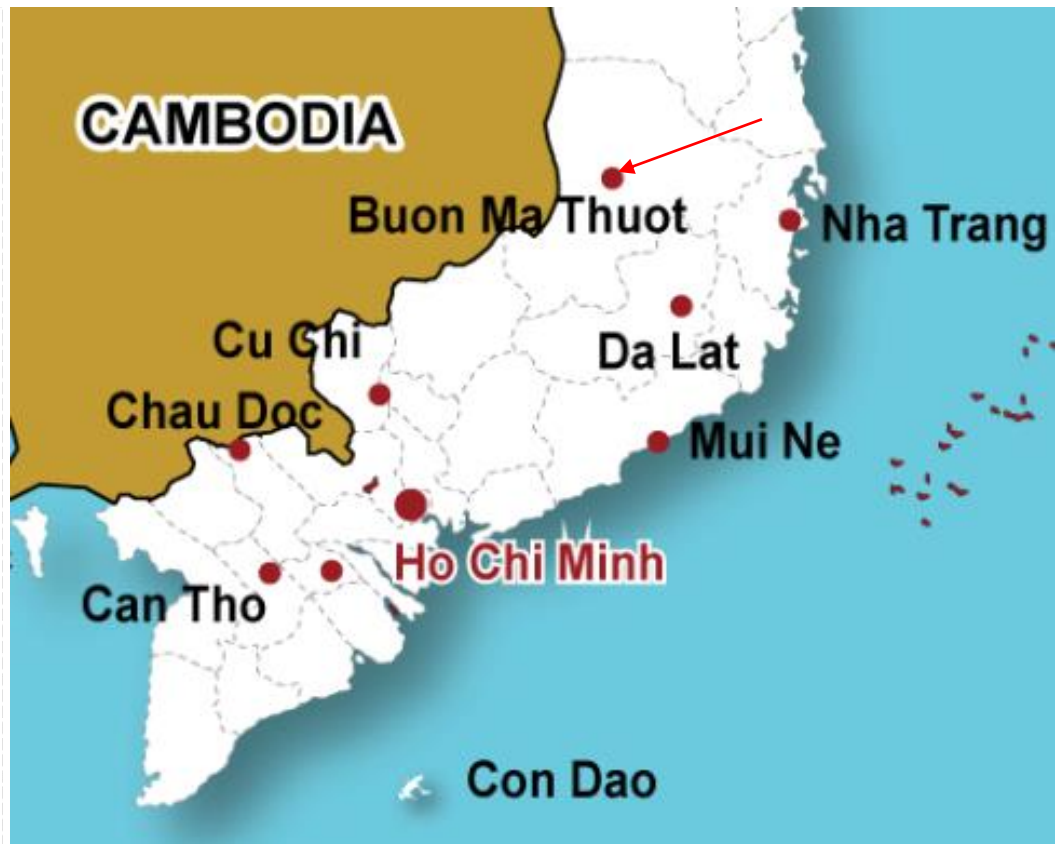 CAMBODIA
Buon Ma Thuot
Nha Trang
Cu Chi
Da Lat
Chau Doc
Mui Ne
Ho Chi Minh
Can Tho
Con Dao